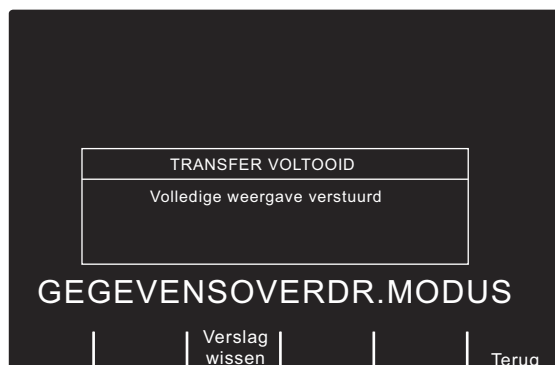 TRANSFER VOLTOOID
Volledige weergave verstuurd
GEGEVENSOVERDR.MODUS
Verslag
wissen
Terug